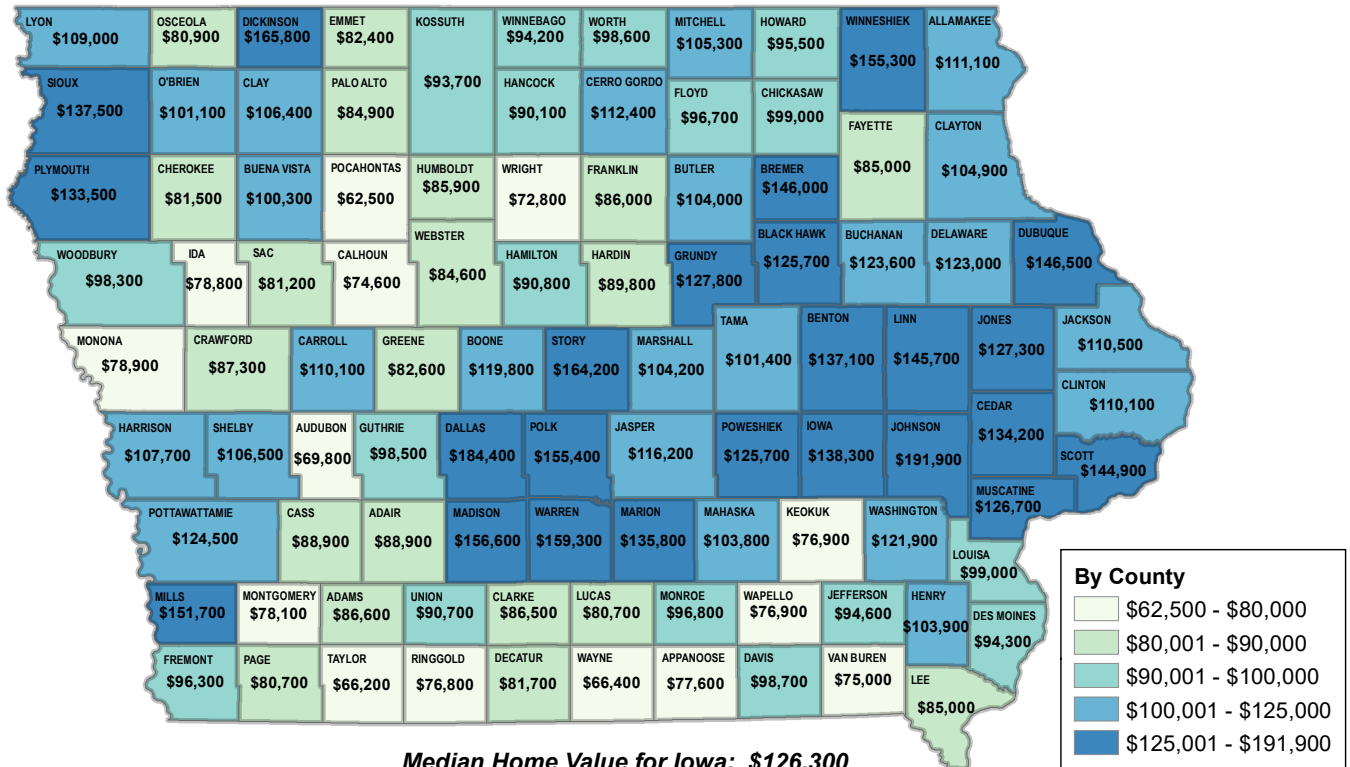 LYON
$109,000
OSCEOLA
$80,900
DICKINSON
$165,800
EMMET
$82,400
KOSSUTH
$93,700
WINNEBAGO
$94,200
WORTH
$98,600
MITCHELL
$105,300
HOWARD
$95,500
WINNESHIEK
$155,300
ALLAMAKEE
$111,100
SIOUX
$137,500
O'BRIEN
$101,100
CLAY
$106,400
PALO ALTO
$84,900
HANCOCK
$90,100
CERRO GORDO
$112,400
FLOYD
$96,700
CHICKASAW
$99,000
FAYETTE
$85,000
CLAYTON
$104,900
PLYMOUTH
$133,500
CHEROKEE
$81,500
BUENA VISTA
$100,300
POCAHONTAS
$62,500
HUMBOLDT
$85,900
WRIGHT
$72,800
FRANKLIN
$86,000
BUTLER
$104,000
BREMER
$146,000
WOODBURY
$98,300
IDA
$78,800
SAC
$81,200
CALHOUN
$74,600
WEBSTER
$84,600
HAMILTON
$90,800
HARDIN
$89,800
GRUNDY
$127,800
BLACK HAWK
$125,700
BUCHANAN
$123,600
DELAWARE
$123,000
DUBUQUE
$146,500
MONONA
$78,900
CRAWFORD
$87,300
CARROLL
$110,100
GREENE
$82,600
BOONE
$119,800
STORY
$164,200
MARSHALL
$104,200
TAMA
$101,400
BENTON
$137,100
LINN
$145,700
JONES
$127,300
JACKSON
$110,500
CLINTON
$110,100
CEDAR
$134,200
HARRISON
$107,700
SHELBY
$106,500
AUDUBON
$69,800
GUTHRIE
$98,500
DALLAS
$184,400
POLK
$155,400
JASPER
$116,200
POWESHIEK
$125,700
IOWA
$138,300
JOHNSON
$191,900
SCOTT
$144,900
MUSCATINE
$126,700
POTTAWATTAMIE
$124,500
CASS
$88,900
ADAIR
$88,900
MADISON
$156,600
WARREN
$159,300
MARION
$135,800
MAHASKA
$103,800
KEOKUK
$76,900
WASHINGTON
$121,900
LOUISA
$99,000
MILLS
$151,700
MONTGOMERY
$78,100
ADAMS
$86,600
UNION
$90,700
CLARKE
$86,500
LUCAS
$80,700
MONROE
$96,800
WAPELLO
$76,900
JEFFERSON
$94,600
HENRY
$103,900
DES MOINES
$94,300
FREMONT
$96,300
PAGE
$80,700
TAYLOR
$66,200
RINGGOLD
$76,800
DECATUR
$81,700
WAYNE
$66,400
APPANOOSE
$77,600
DAVIS
$98,700
VAN BUREN
$75,000
LEE
$85,000
By County
$62,500 - $80,000
$80,001 - $90,000
$90,001 - $100,000
$100,001 - $125,000
$125,001 - $191,900
Median Home Value for Iowa: $126,300